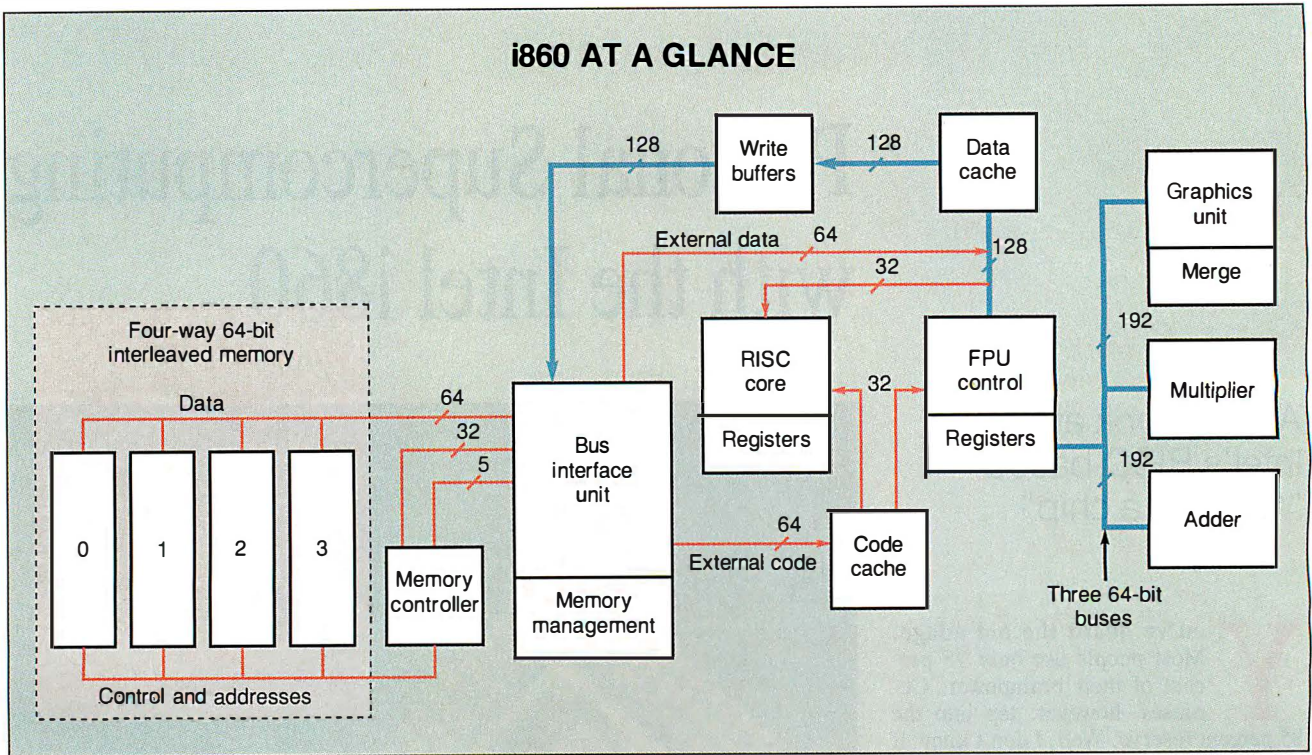 i860 AT A GLANCE
128
Write
buffers
128
Data
cache
Graphics
unit
Merge
External data
64
128
32
192
Four-way 64-bit
interleaved memory
Data
64
32
5
0
1
2
3
Memory
controller
Control and addresses
Bus
interface
unit
Memory
management
RISC
core
Registers
32
FPU
control
Registers
Multiplier
192
Adder
64
External code
Code
cache
Three 64-bit
buses